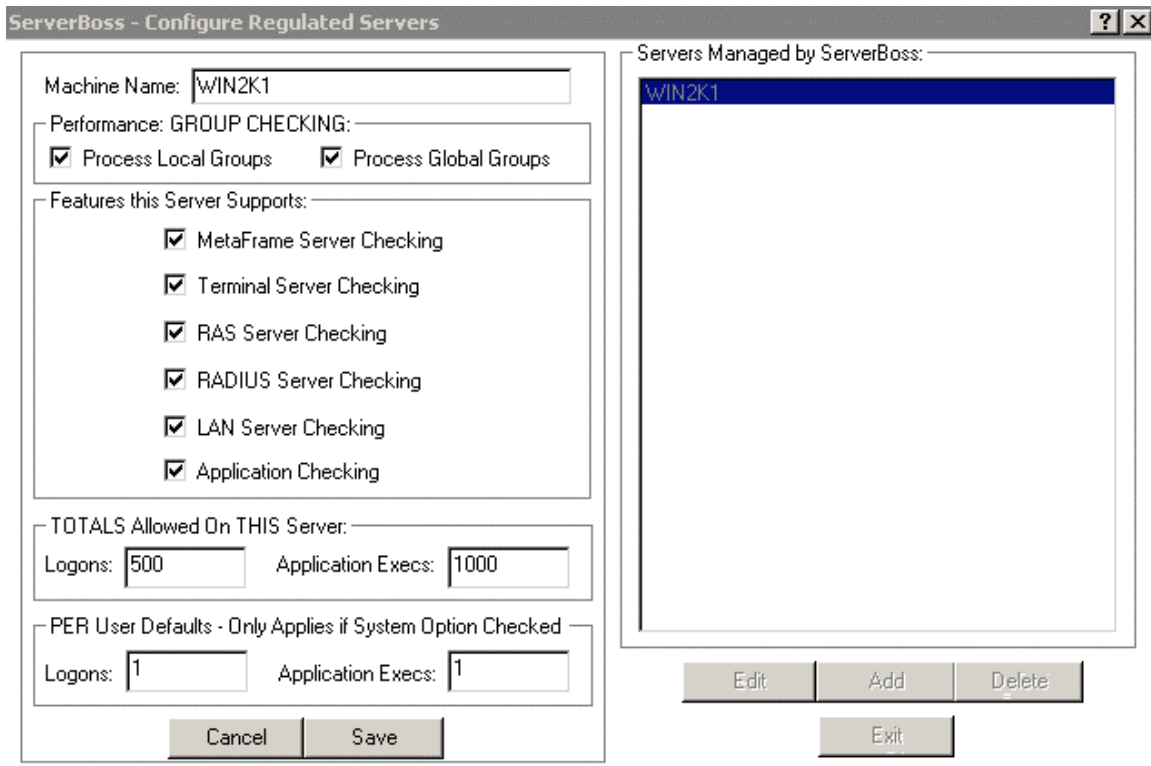 ServerBoss - Configure Regulated Servers
?
Machine Name: WIN2K1
Performance: GROUP CHECKING:
Process Local Groups Process Global Groups
Features this Server Supports:
MetaFrame Server Checking
Terminal Server Checking
RAS Server Checking
RADIUS Server Checking
LAN Server Checking
Application Checking
TOTALS Allowed On THIS Server:
Logons: 500 Application Execs: 1000
PER User Defaults - Only Applies if System Option Checked
Logons: 1 Application Execs: 1
Cancel Save
Servers Managed by ServerBoss:
WIN2K1
Edit Add Delete
Exit